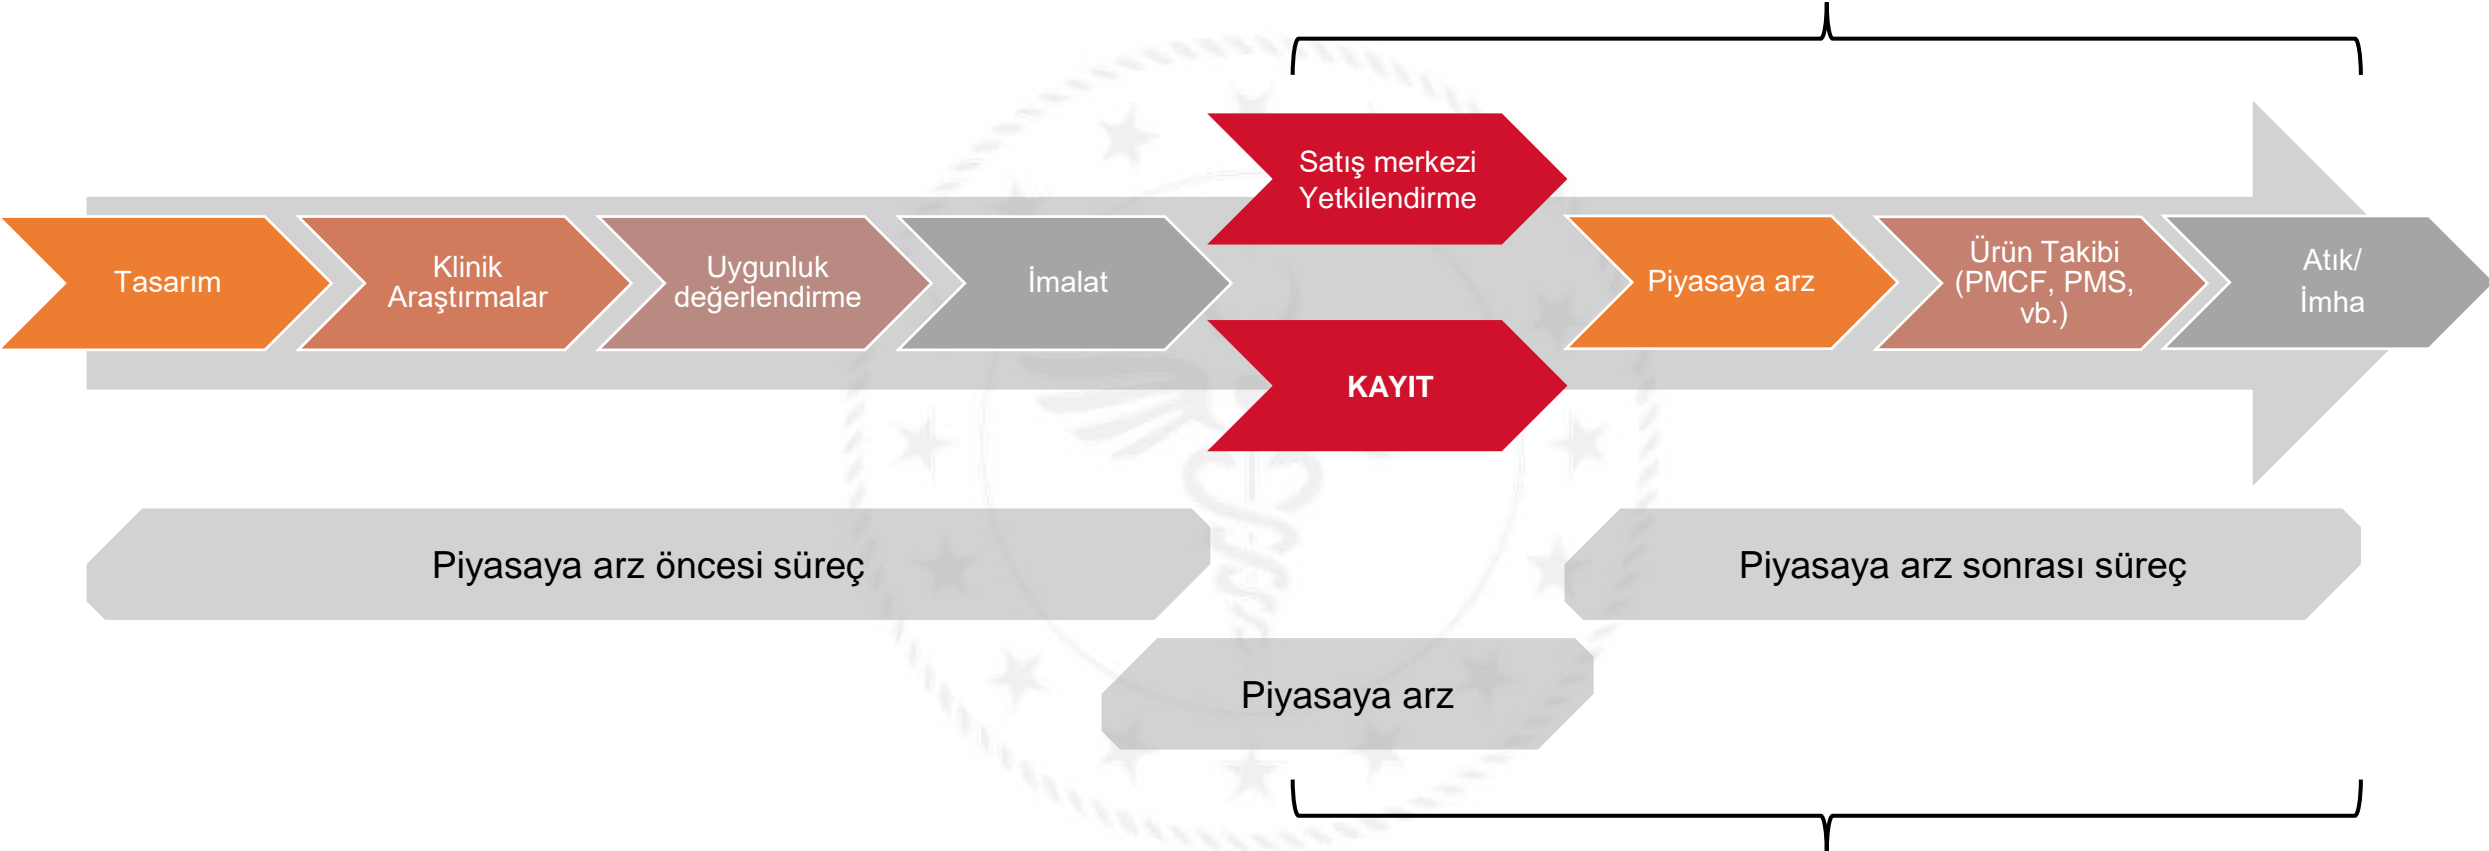 Tasarım
Klinik
Araştırmalar
Uygunluk
değerlendirme
İmalat
Satış merkezi
Yetkilendirme
KAYIT
Piyasaya arz
Ürün Takibi
(PMCF, PMS,
vb.)
Atık/
İmha
Piyasaya arz öncesi süreç
Piyasaya arz sonrası süreç
Piyasaya arz